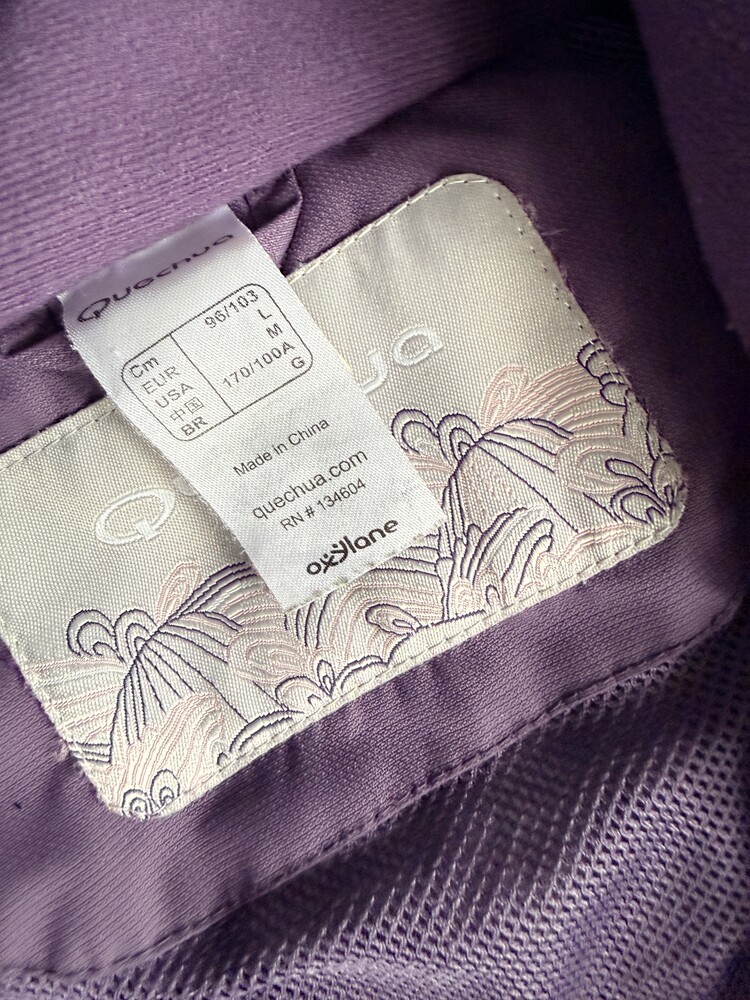 Quechua
Cm 96/103
EUR L
USA M
中国 170/100A
BR G
Made in China
quechua.com
RN # 134604
oxylane